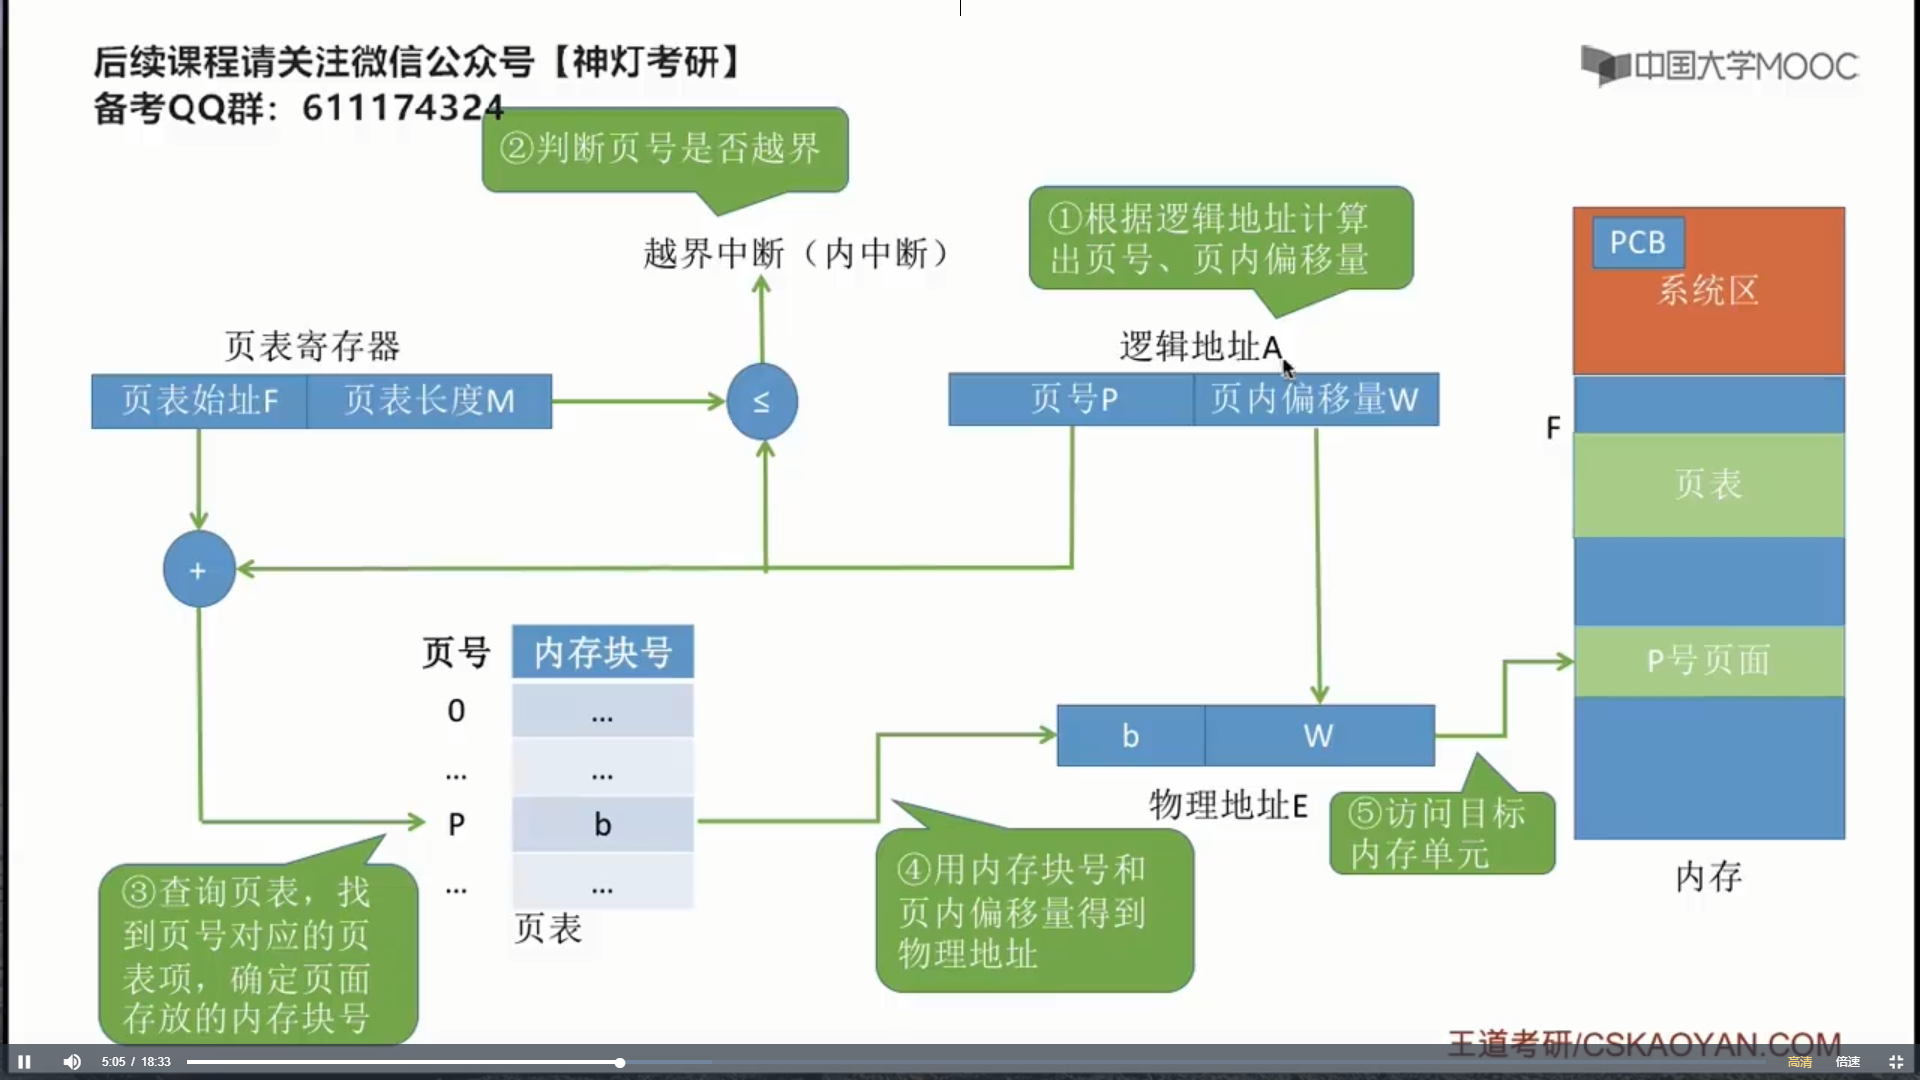 后续课程请关注微信公众号【神灯考研】
备考QQ群：611174324
中国大学MOOC
②判断页号是否越界
①根据逻辑地址计算
出页号、页内偏移量
越界中断（内中断）
页表寄存器
页表始址F
页表长度M
≤
逻辑地址A
页号P
页内偏移量W
PCB
系统区
F
页表
P号页面
内存
+
页号
内存块号
0
...
...
...
P
b
...
...
页表
b
W
物理地址E
③查询页表，找
到页号对应的页
表项，确定页面
存放的内存块号
④用内存块号和
页内偏移量得到
物理地址
⑤访问目标
内存单元
王道考研/CSKAOYAN.COM
5:05 / 18:33
高清
倍速